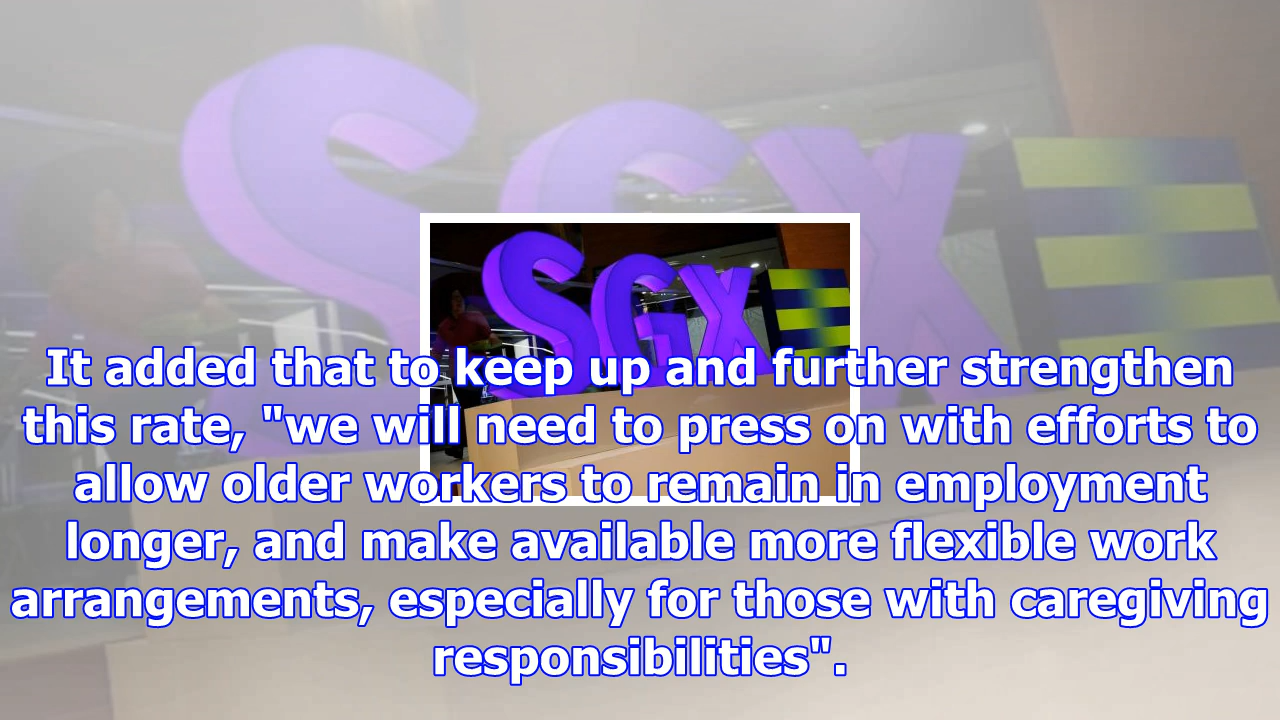 SGX
SGX
It added that to keep up and further strengthen
this rate, "we will need to press on with efforts to
allow older workers to remain in employment
longer, and make available more flexible work
arrangements, especially for those with caregiving
responsibilities".